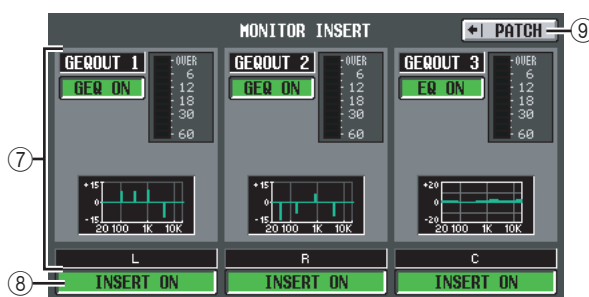 MONITOR INSERT
PATCH ⑨
⑦
GEQOUT 1 OVER GEQOUT 2 OVER GEQOUT 3 OVER
GEQ ON 6 GEQ ON 6 EQ ON 6
12 12 12
18 18 18
30 30 30
60 60 60
+15 +15 +20
0 0 0
-15 -15 -20
20 100 1K 10K 20 100 1K 10K 20 100 1K 10K
L R C
⑧ INSERT ON INSERT ON INSERT ON